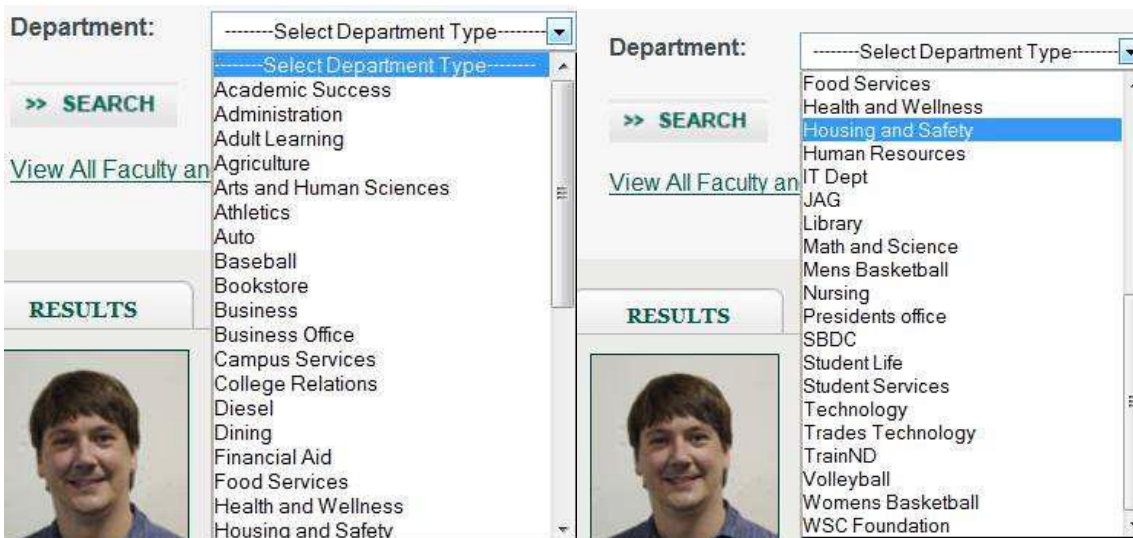 Department:
--------Select Department Type--------
--------Select Department Type--------
Academic Success
Administration
Adult Learning
Agriculture
Arts and Human Sciences
Athletics
Auto
Baseball
Bookstore
Business
Business Office
Campus Services
College Relations
Diesel
Dining
Financial Aid
Food Services
Health and Wellness
Housing and Safety
>> SEARCH
View All Faculty an
RESULTS
Department:
--------Select Department Type--------
Food Services
Health and Wellness
Housing and Safety
Human Resources
IT Dept
JAG
Library
Math and Science
Mens Basketball
Nursing
Presidents office
SBDC
Student Life
Student Services
Technology
Trades Technology
TrainND
Volleyball
Womens Basketball
WSC Foundation
>> SEARCH
View All Faculty an
RESULTS